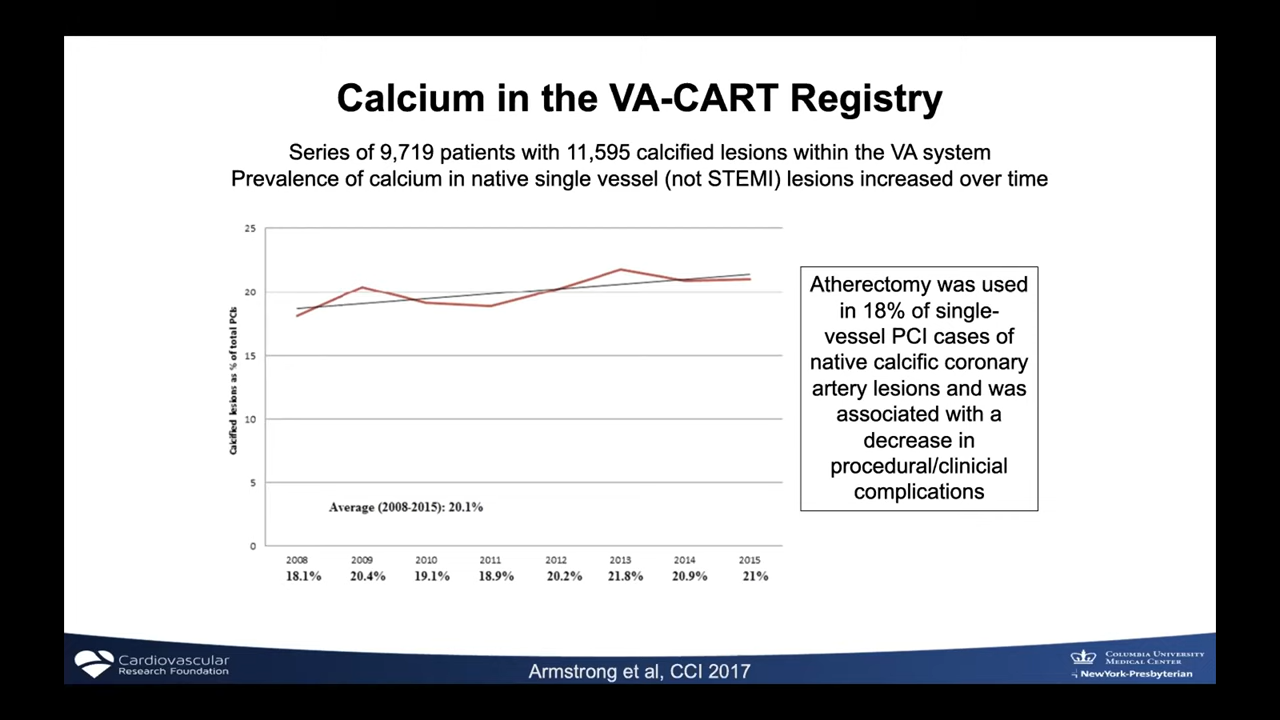 Calcium in the VA-CART Registry
Series of 9,719 patients with 11,595 calcified lesions within the VA system
Prevalence of calcium in native single vessel (not STEMI) lesions increased over time
Calcified lesions as % of total PCIs
25
20
15
10
5
0
Average (2008-2015): 20.1%
2008 2009 2010 2011 2012 2013 2014 2015
18.1% 20.4% 19.1% 18.9% 20.2% 21.8% 20.9% 21%
Atherectomy was used
in 18% of single-
vessel PCI cases of
native calcific coronary
artery lesions and was
associated with a
decrease in
procedural/clinicial
complications
Cardiovascular
Research Foundation
Armstrong et al, CCI 2017
COLUMBIA UNIVERSITY
MEDICAL CENTER
NewYork-Presbyterian